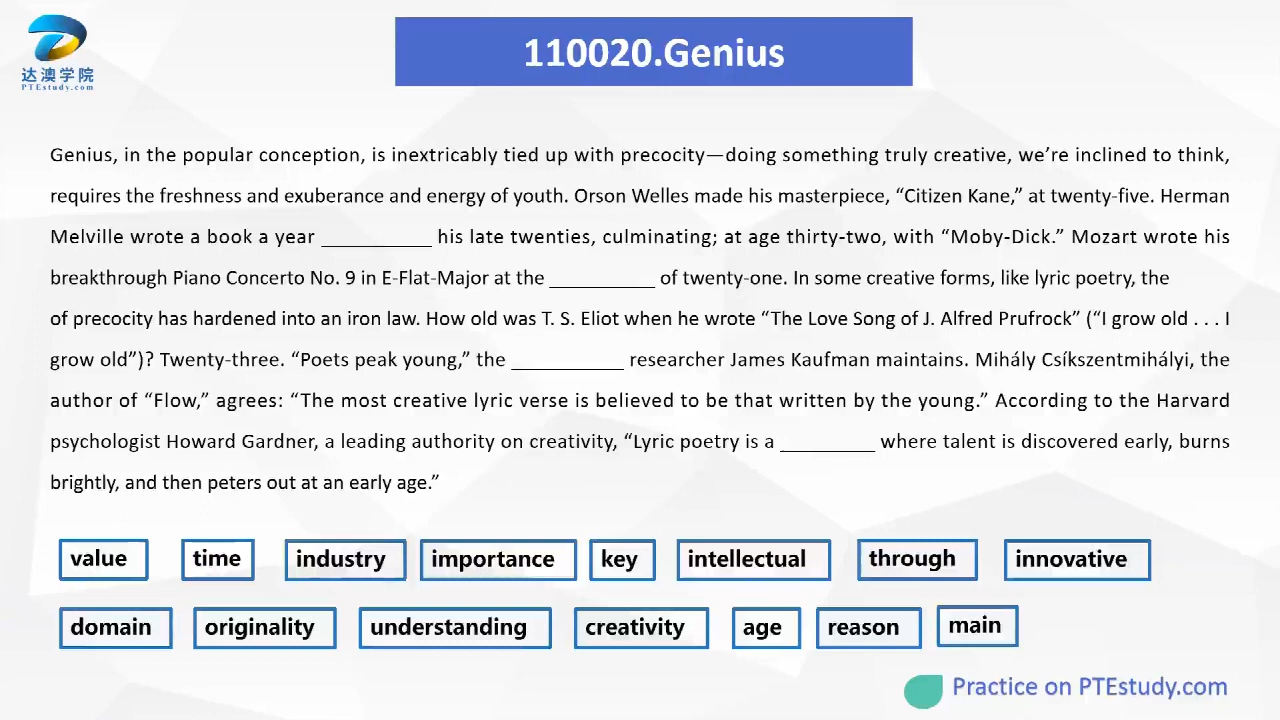 达澳学院
PTEstudy.com
110020.Genius
Genius, in the popular conception, is inextricably tied up with precocity—doing something truly creative, we’re inclined to think,
requires the freshness and exuberance and energy of youth. Orson Welles made his masterpiece, “Citizen Kane,” at twenty-five. Herman
Melville wrote a book a year __________ his late twenties, culminating; at age thirty-two, with “Moby-Dick.” Mozart wrote his
breakthrough Piano Concerto No. 9 in E-Flat-Major at the __________ of twenty-one. In some creative forms, like lyric poetry, the
of precocity has hardened into an iron law. How old was T. S. Eliot when he wrote “The Love Song of J. Alfred Prufrock” (“I grow old . . . I
grow old”)? Twenty-three. “Poets peak young,” the __________ researcher James Kaufman maintains. Mihály Csíkszentmihályi, the
author of “Flow,” agrees: “The most creative lyric verse is believed to be that written by the young.” According to the Harvard
psychologist Howard Gardner, a leading authority on creativity, “Lyric poetry is a _________ where talent is discovered early, burns
brightly, and then peters out at an early age.”
value time industry importance key intellectual through innovative
domain originality understanding creativity age reason main
Practice on PTEstudy.com